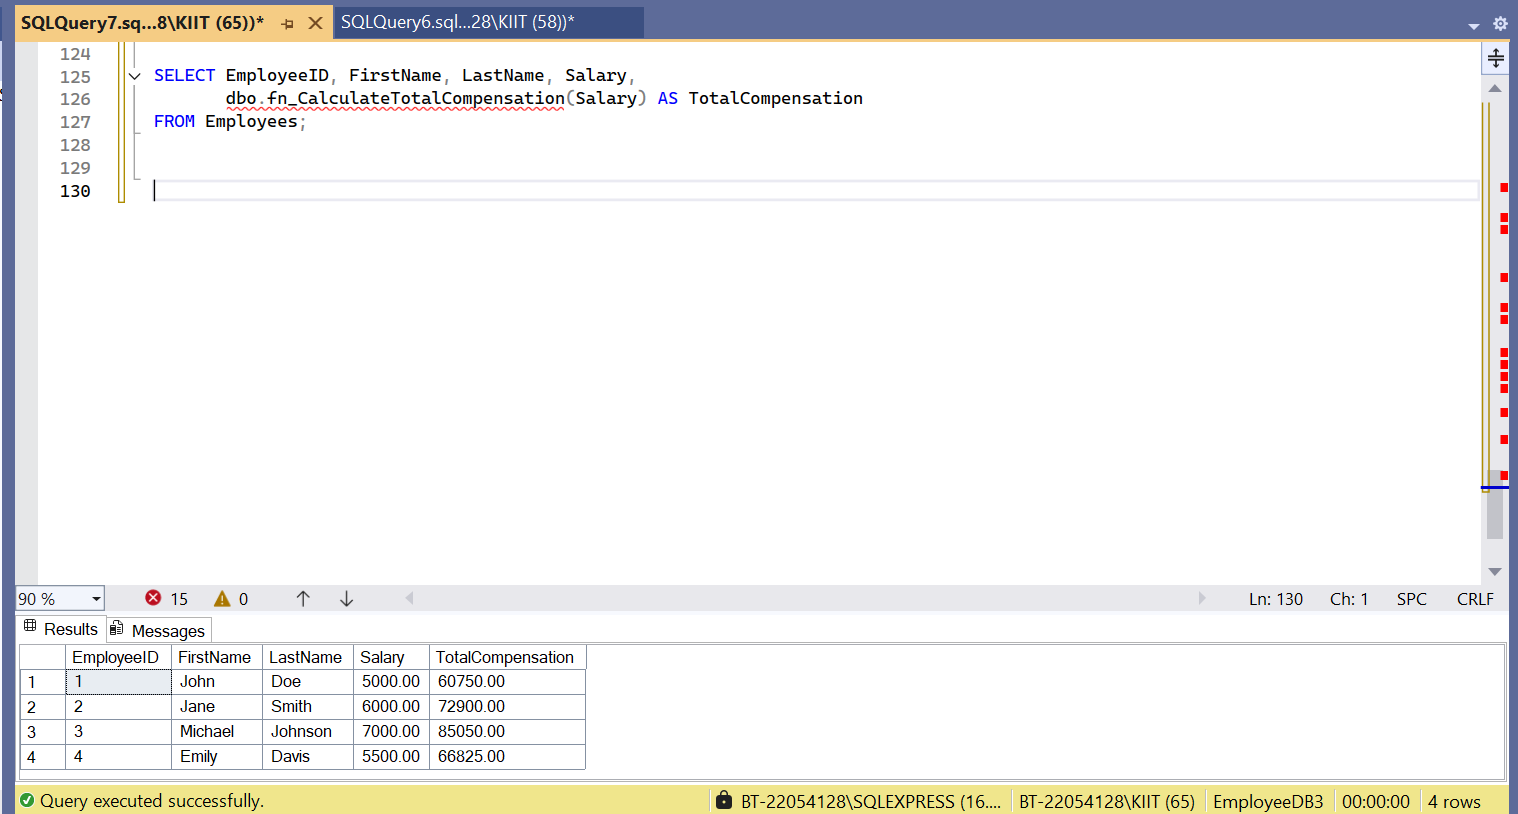 SQLQuery7.sq...8\KIIT (65))* SQLQuery6.sql...28\KIIT (58))*
124
125 SELECT EmployeeID, FirstName, LastName, Salary,
126 dbo.fn_CalculateTotalCompensation(Salary) AS TotalCompensation
127 FROM Employees;
128
129
130
90 % 15 0 Ln: 130 Ch: 1 SPC CRLF
Results Messages
EmployeeID FirstName LastName Salary TotalCompensation
1 1 John Doe 5000.00 60750.00
2 2 Jane Smith 6000.00 72900.00
3 3 Michael Johnson 7000.00 85050.00
4 4 Emily Davis 5500.00 66825.00
Query executed successfully. BT-22054128\SQLEXPRESS (16.... BT-22054128\KIIT (65) EmployeeDB3 00:00:00 4 rows